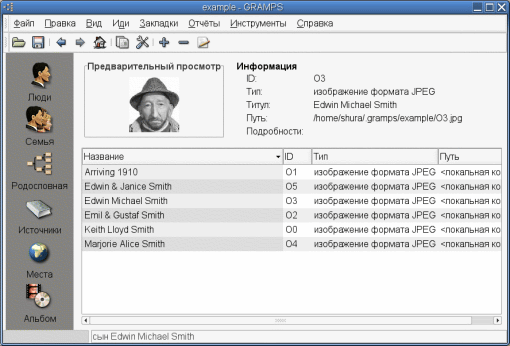 example - GRAMPS
Файл Правка Вид Иди Закладки Отчёты Инструменты Справка
Люди
Семья
Родословная
Источники
Места
Альбом
Предварительный просмотр
Информация
ID: O3
Тип: изображение формата JPEG
Титул: Edwin Michael Smith
Путь: /home/shura/.gramps/example/O3.jpg
Подробности:
Название ID Тип Путь
Arriving 1910 O1 изображение формата JPEG <локальная ко
Edwin & Janice Smith O5 изображение формата JPEG <локальная ко
Edwin Michael Smith O3 изображение формата JPEG <локальная ко
Emil & Gustaf Smith O2 изображение формата JPEG <локальная ко
Keith Lloyd Smith O0 изображение формата JPEG <локальная ко
Marjorie Alice Smith O4 изображение формата JPEG <локальная ко
сын Edwin Michael Smith